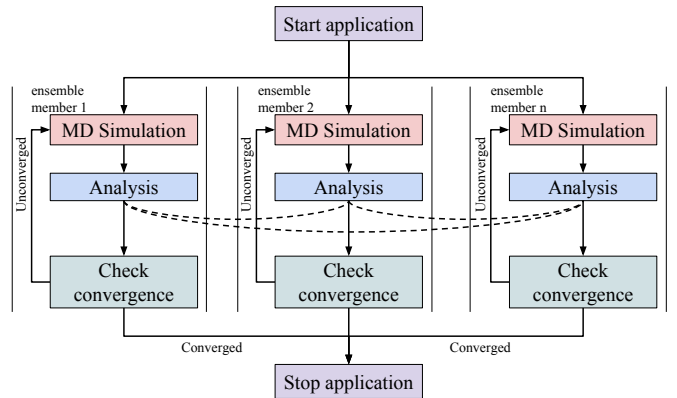 Start application
ensemble
member 1
ensemble
member 2
ensemble
member n
MD Simulation
MD Simulation
MD Simulation
Unconverged
Unconverged
Unconverged
Analysis
Analysis
Analysis
Check
convergence
Check
convergence
Check
convergence
Converged
Converged
Stop application